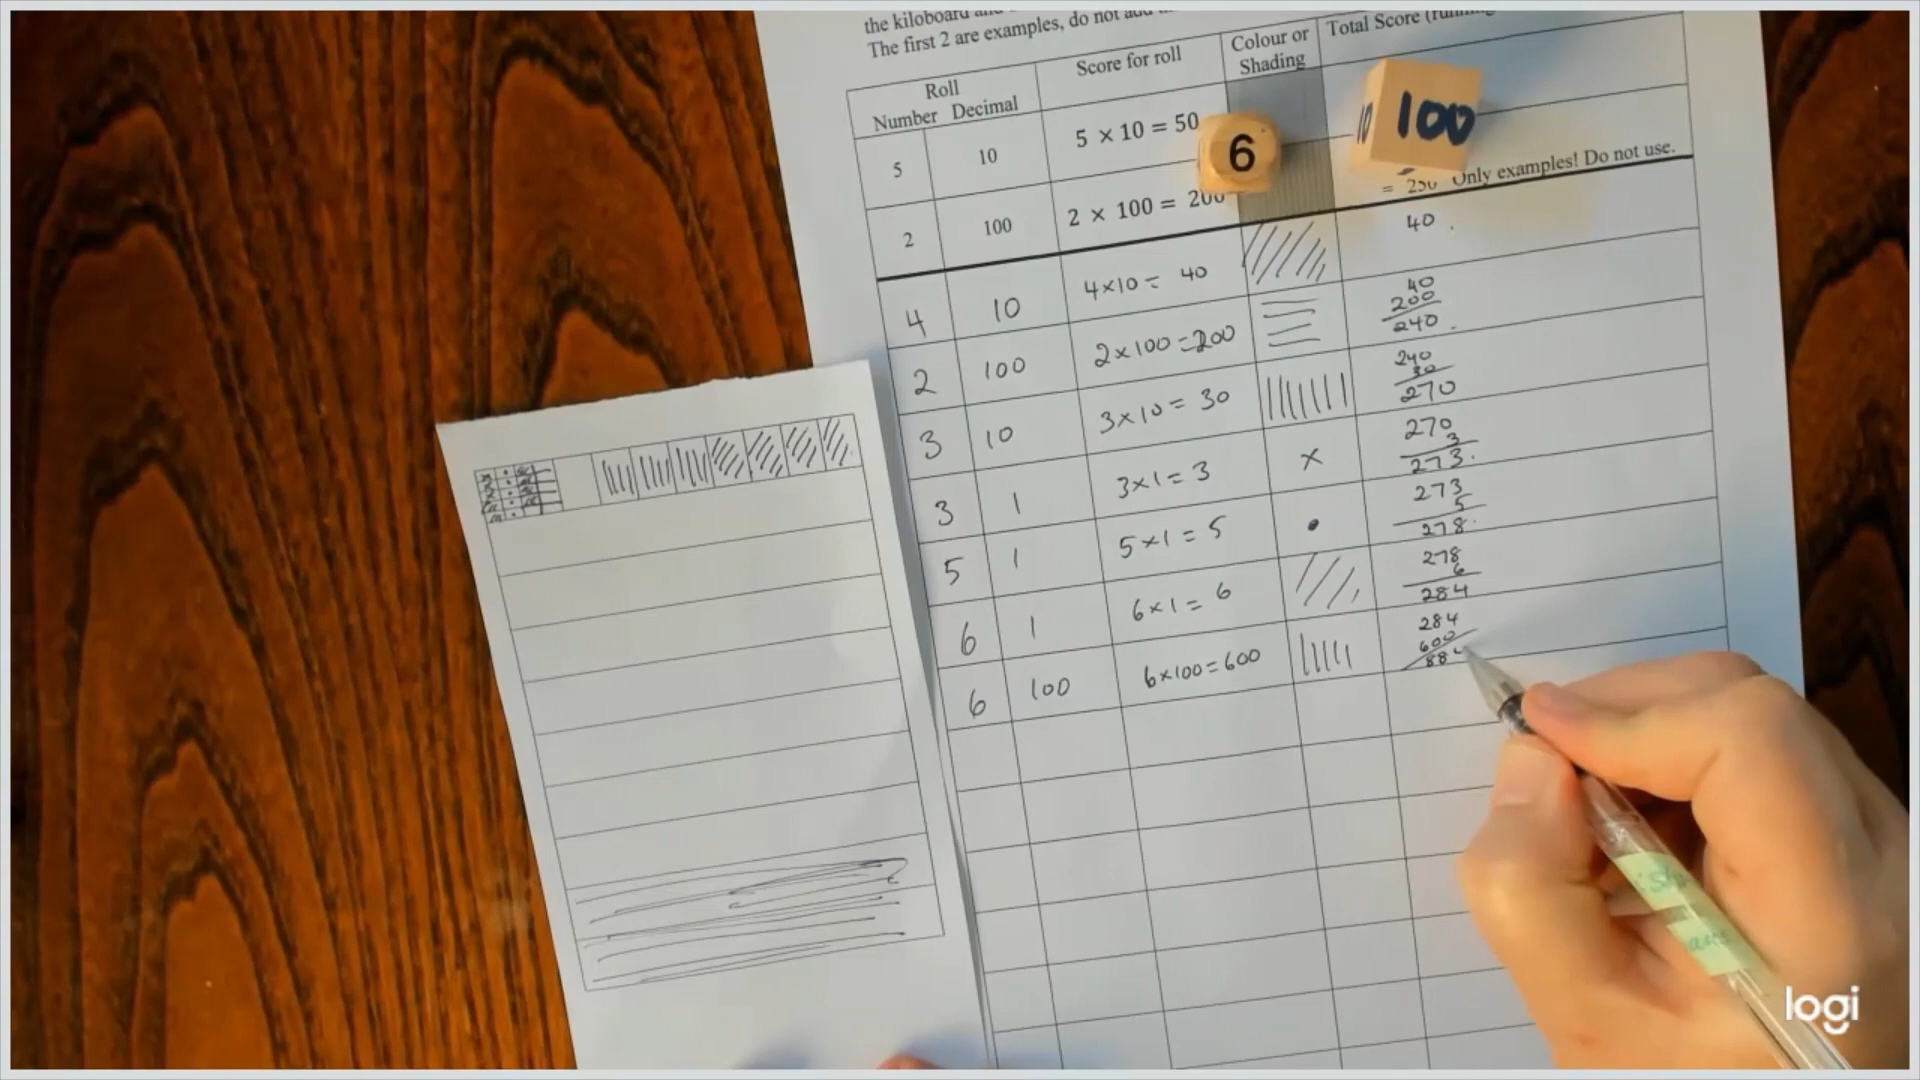 the kiloboard and
The first 2 are examples, do not add
Roll
Number Decimal
Score for roll
Colour or
Shading
Total Score
5 10 5 × 10 = 50
2 100 2 × 100 = 200
= 250 Only examples! Do not use.
6
10 100
4 10 4×10 = 40 40
2 100 2×100 = 200 40
200
240
3 10 3×10 = 30 240
30
270
3 1 3×1 = 3 × 270
3
273
5 1 5×1 = 5 273
5
278
6 1 6×1 = 6 278
6
284
6 100 6×100=600 284
600
88
logi